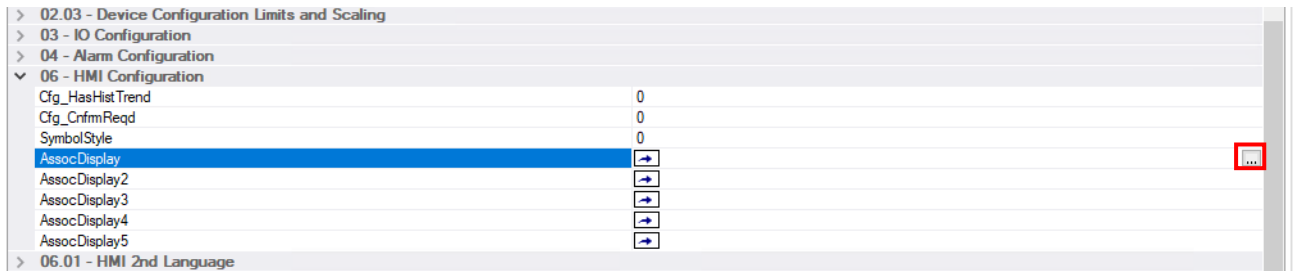 02.03 - Device Configuration Limits and Scaling
03 - IO Configuration
04 - Alarm Configuration
06 - HMI Configuration
Cfg_HasHistTrend 0
Cfg_CnfrmReqd 0
SymbolStyle 0
AssocDisplay ...
AssocDisplay2
AssocDisplay3
AssocDisplay4
AssocDisplay5
06.01 - HMI 2nd Language